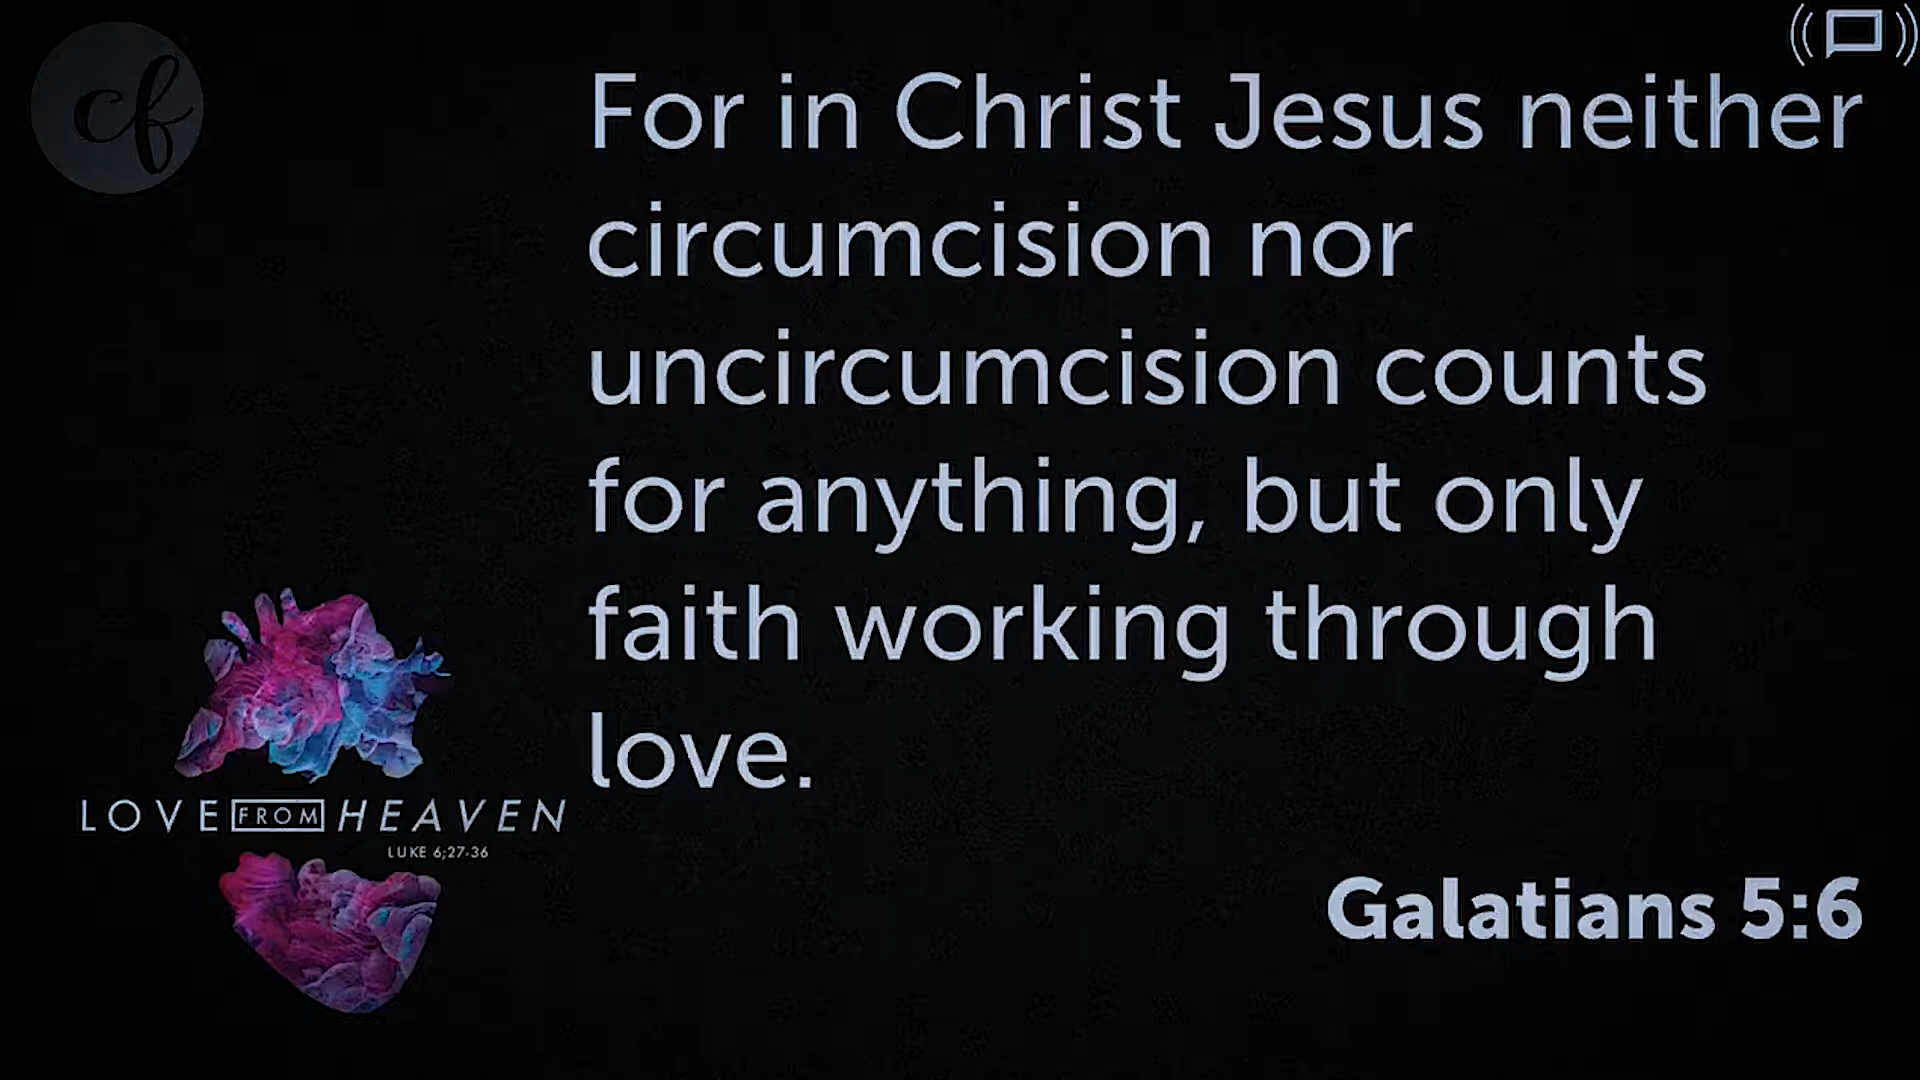 cf
For in Christ Jesus neither
circumcision nor
uncircumcision counts
for anything, but only
faith working through
love.
Galatians 5:6
LOVE FROM HEAVEN
LUKE 6;27-36